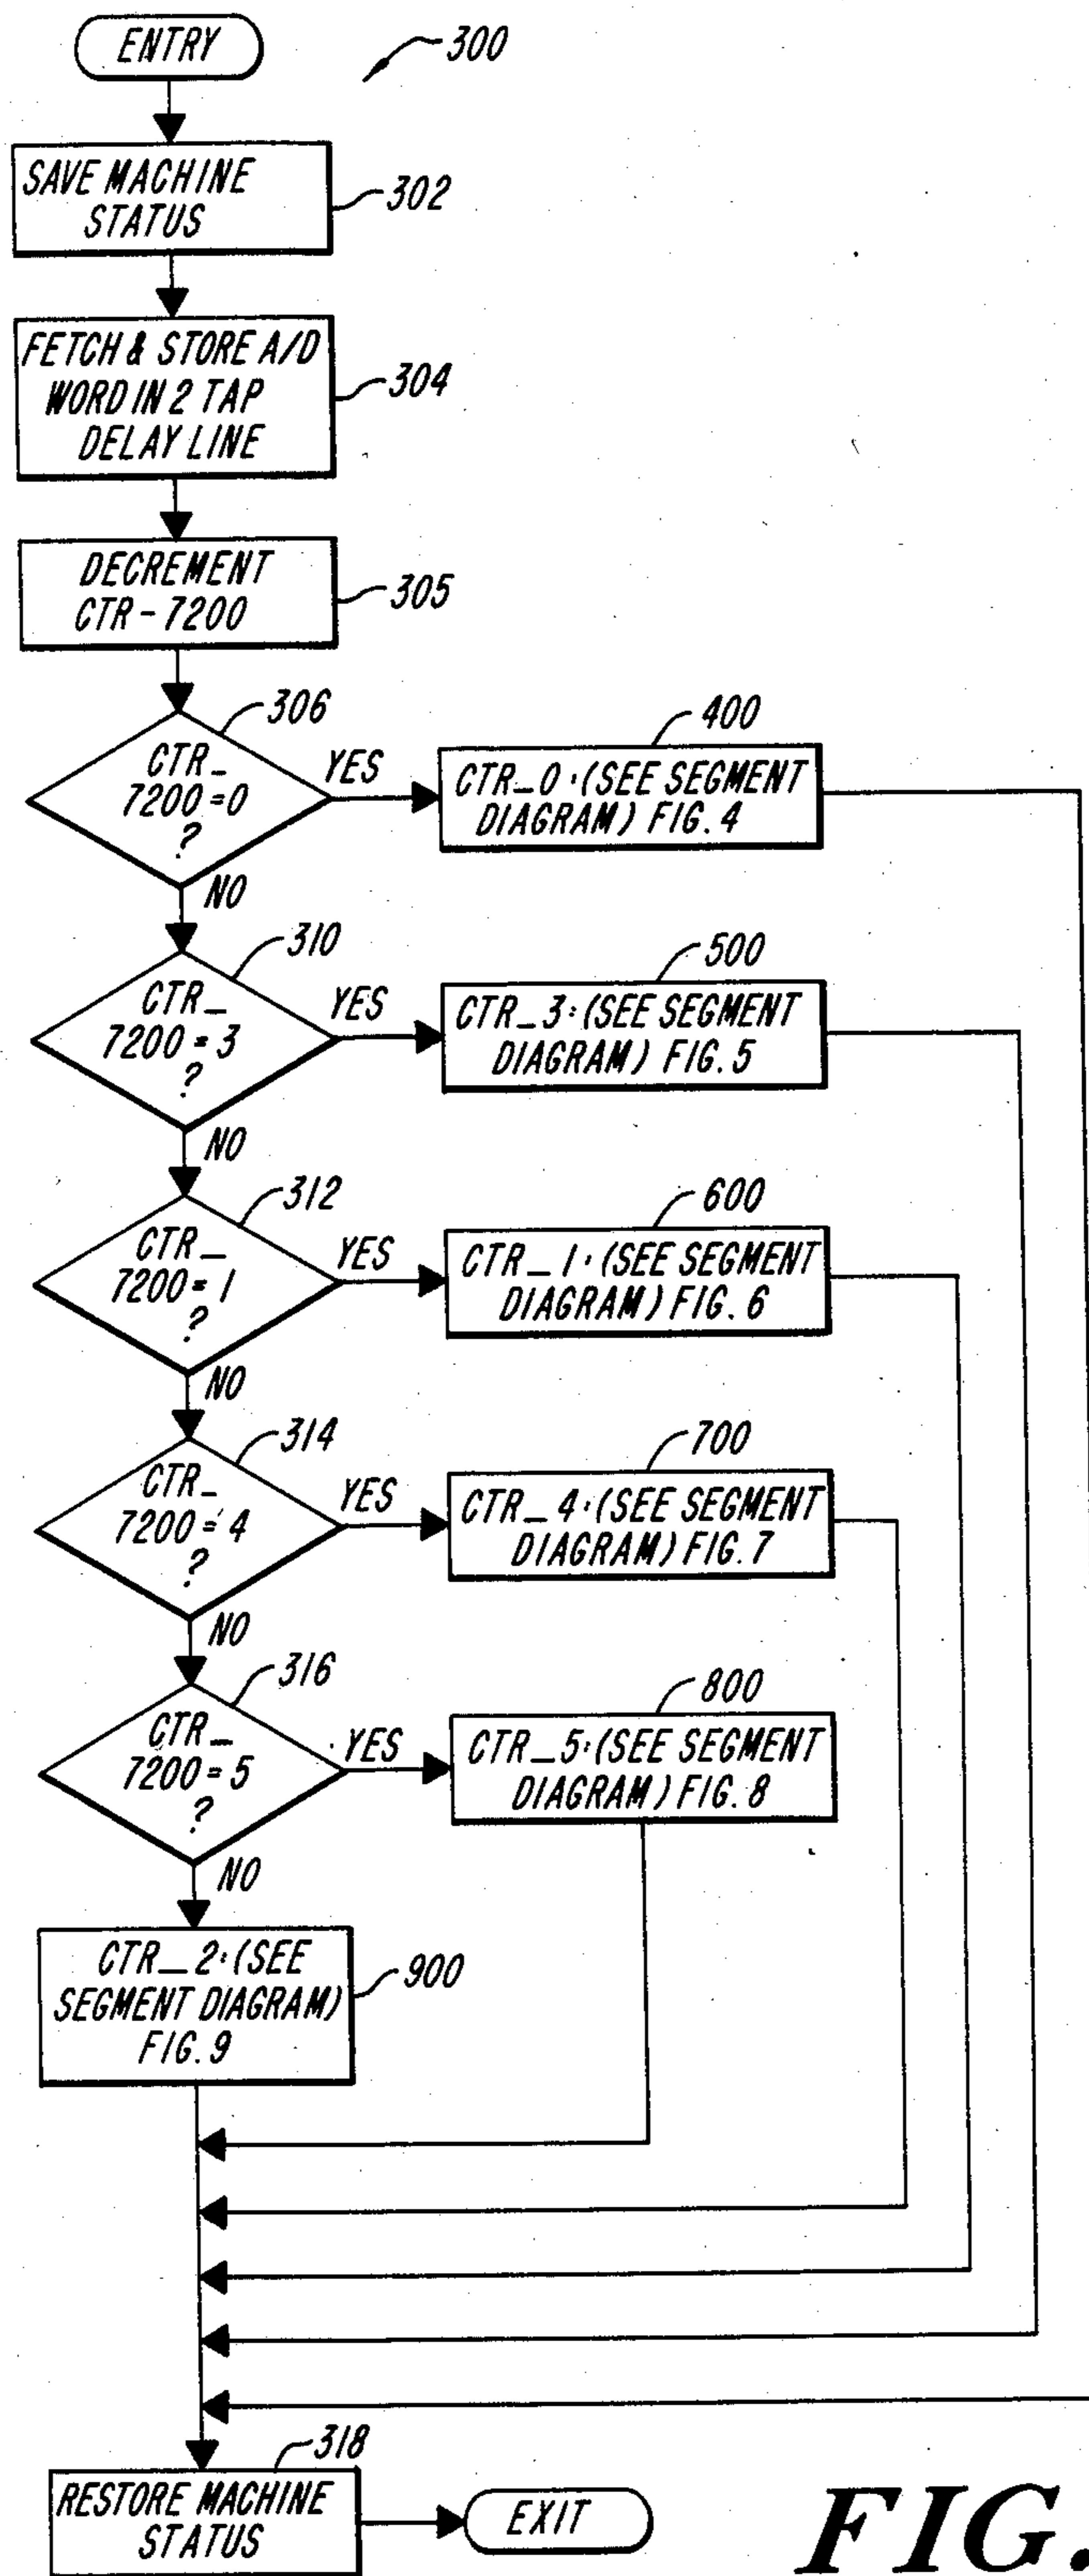 ENTRY
300
SAVE MACHINE
STATUS
302
FETCH & STORE A/D
WORD IN 2 TAP
DELAY LINE
304
DECREMENT
CTR-7200
305
306
CTR_
7200=0
?
YES
NO
400
CTR_0:(SEE SEGMENT
DIAGRAM) FIG. 4
310
CTR_
7200=3
?
YES
NO
500
CTR_3:(SEE SEGMENT
DIAGRAM) FIG. 5
312
CTR_
7200=1
?
YES
NO
600
CTR_1:(SEE SEGMENT
DIAGRAM) FIG. 6
314
CTR_
7200=4
?
YES
NO
700
CTR_4:(SEE SEGMENT
DIAGRAM) FIG. 7
316
CTR_
7200=5
?
YES
NO
800
CTR_5:(SEE SEGMENT
DIAGRAM) FIG. 8
CTR_2:(SEE
SEGMENT DIAGRAM)
FIG. 9
900
318
RESTORE MACHINE
STATUS
EXIT
FIG.